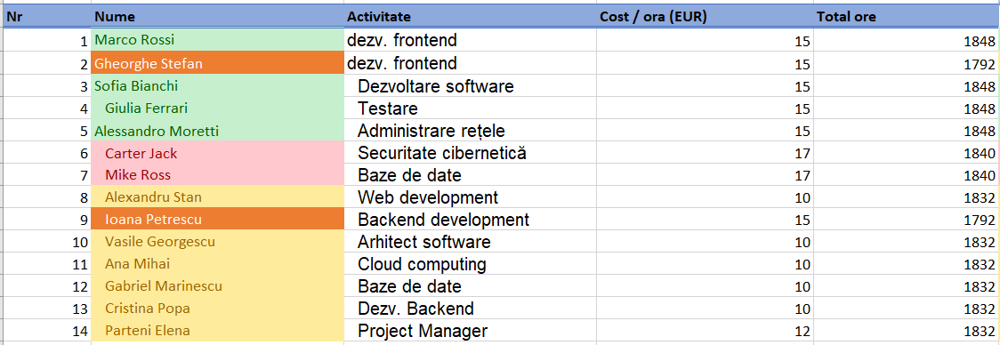 Nr Nume Activitate Cost / ora (EUR) Total ore
1 Marco Rossi dezv. frontend 15 1848
2 Gheorghe Stefan dezv. frontend 15 1792
3 Sofia Bianchi Dezvoltare software 15 1848
4 Giulia Ferrari Testare 15 1848
5 Alessandro Moretti Administrare rețele 15 1848
6 Carter Jack Securitate cibernetică 17 1840
7 Mike Ross Baze de date 17 1840
8 Alexandru Stan Web development 10 1832
9 Ioana Petrescu Backend development 15 1792
10 Vasile Georgescu Arhitect software 10 1832
11 Ana Mihai Cloud computing 10 1832
12 Gabriel Marinescu Baze de date 10 1832
13 Cristina Popa Dezv. Backend 10 1832
14 Parteni Elena Project Manager 12 1832